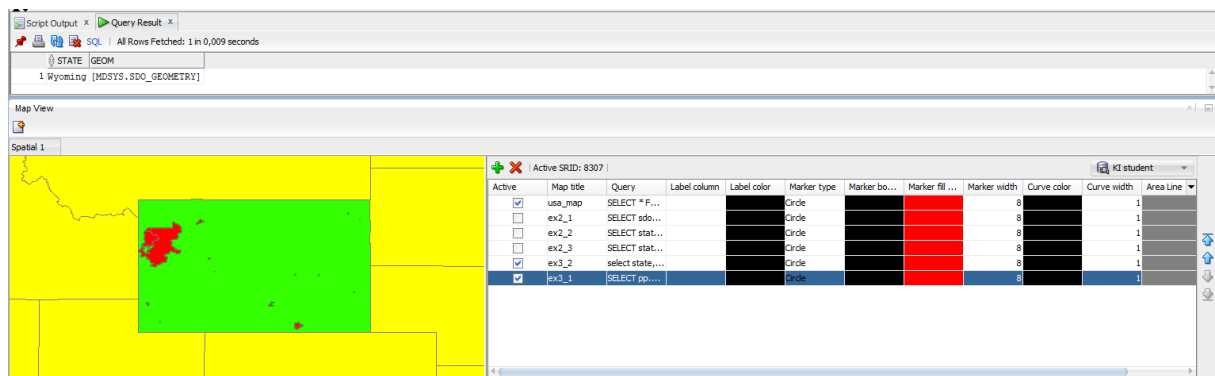 Script Output x Query Result x
SQL | All Rows Fetched: 1 in 0,009 seconds
STATE GEOM
1 Wyoming [MDSYS.SDO_GEOMETRY]
Map View
Spatial 1
Active SRID: 8307 KI student
Active Map title Query Label column Label color Marker type Marker bo... Marker fill ... Marker width Curve color Curve width Area Line
usa_map SELECT * F... Circle 8 1
ex2_1 SELECT sdo... Circle 8 1
ex2_2 SELECT stat... Circle 8 1
ex2_3 SELECT stat... Circle 8 1
ex3_2 select state,... Circle 8 1
ex3_1 SELECT pp.... Circle 8 1